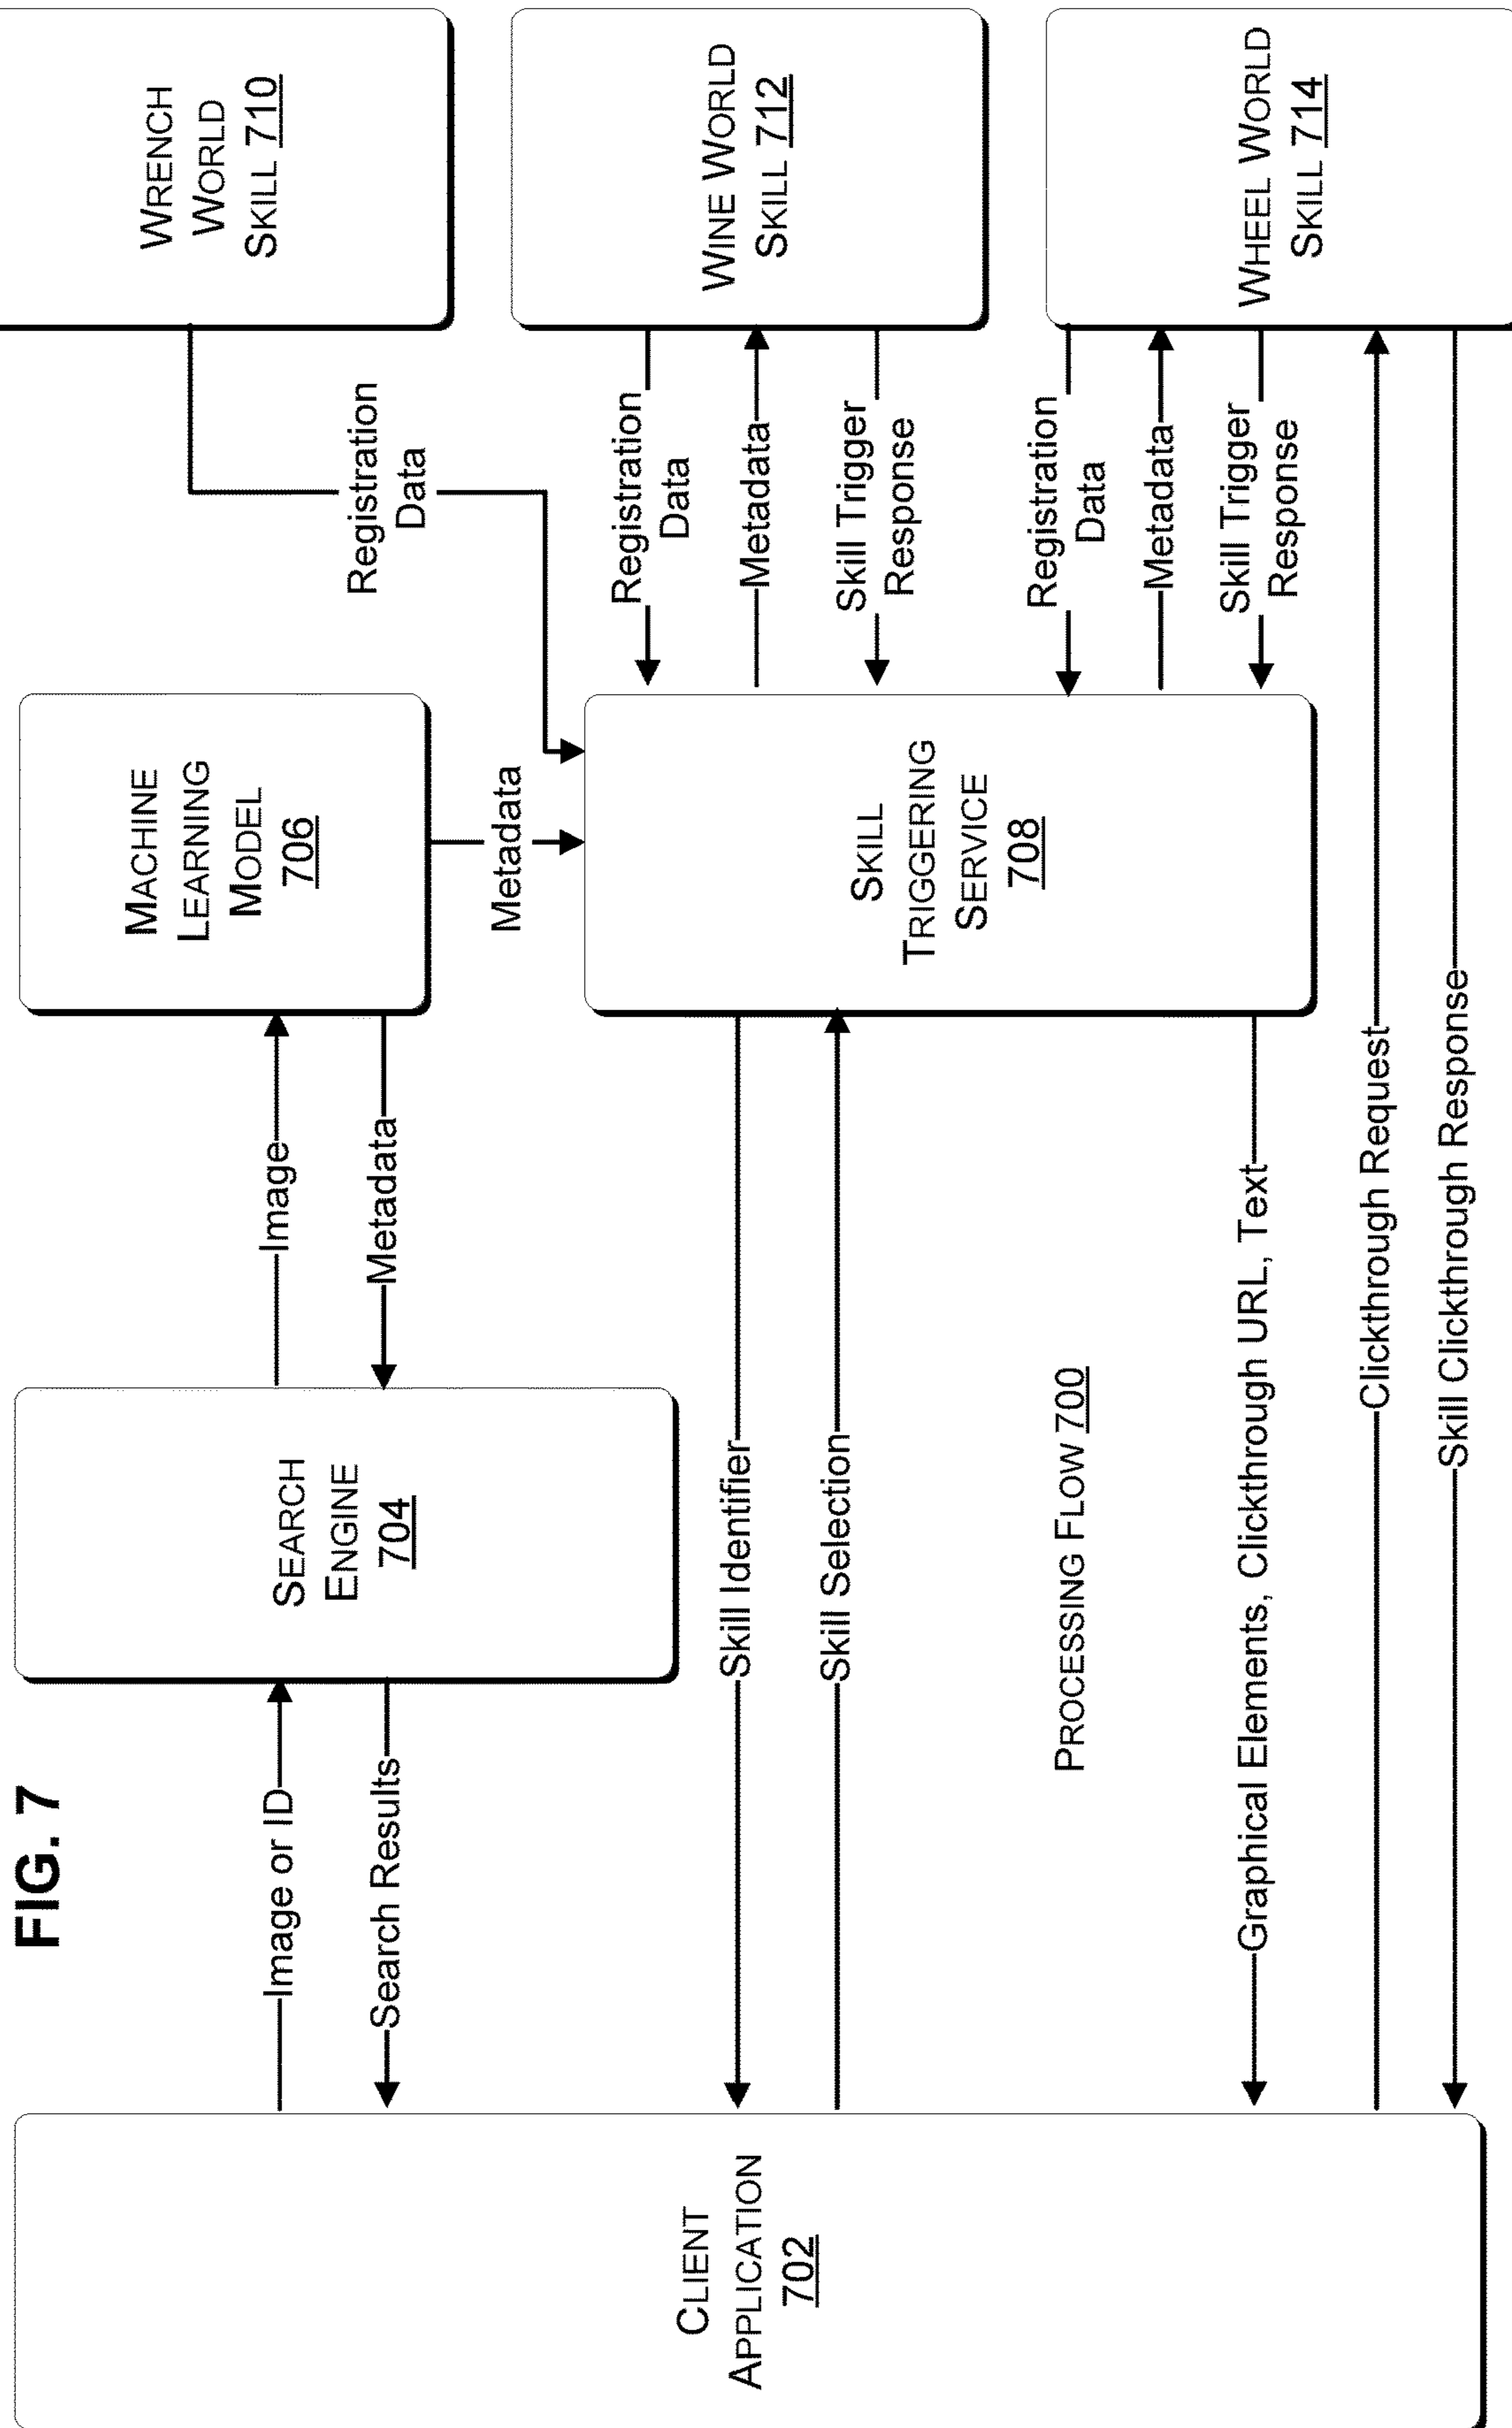 FIG. 7
CLIENT
APPLICATION
702
Image or ID
Search Results
SEARCH
ENGINE
704
Image
Metadata
MACHINE
LEARNING
MODEL
706
Metadata
Registration
Data
WRENCH
WORLD
SKILL 710
Skill Identifier
Skill Selection
SKILL
TRIGGERING
SERVICE
708
Registration
Data
Metadata
Skill Trigger
Response
WINE WORLD
SKILL 712
PROCESSING FLOW 700
Graphical Elements, Clickthrough URL, Text
Registration
Data
Metadata
Skill Trigger
Response
WHEEL WORLD
SKILL 714
Clickthrough Request
Skill Clickthrough Response